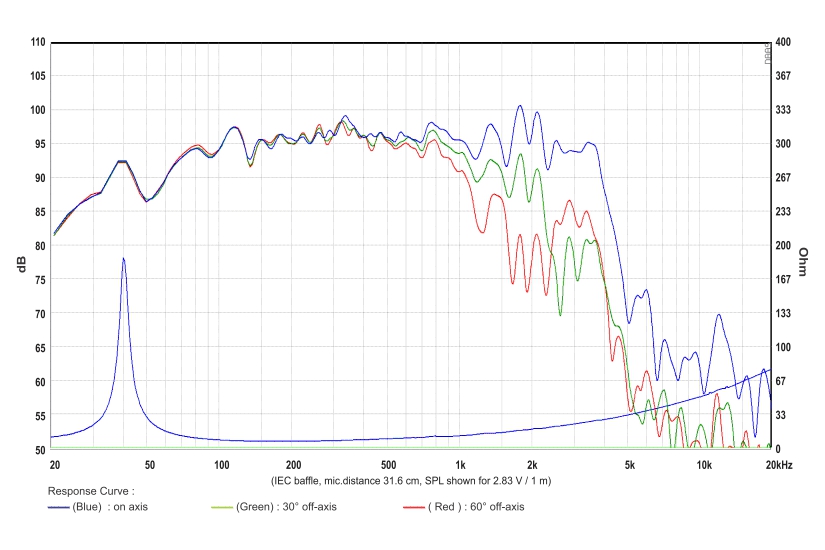 110 400
105 367
100 333
95 300
90 267
85 233
80 200
dB Ohm
75 167
70 133
65 100
60 67
55 33
50 0
20 50 100 200 500 1k 2k 5k 10k 20kHz
(IEC baffle, mic.distance 31.6 cm, SPL shown for 2.83 V / 1 m)
Response Curve :
(Blue) : on axis (Green) : 30° off-axis ( Red ) : 60° off-axis